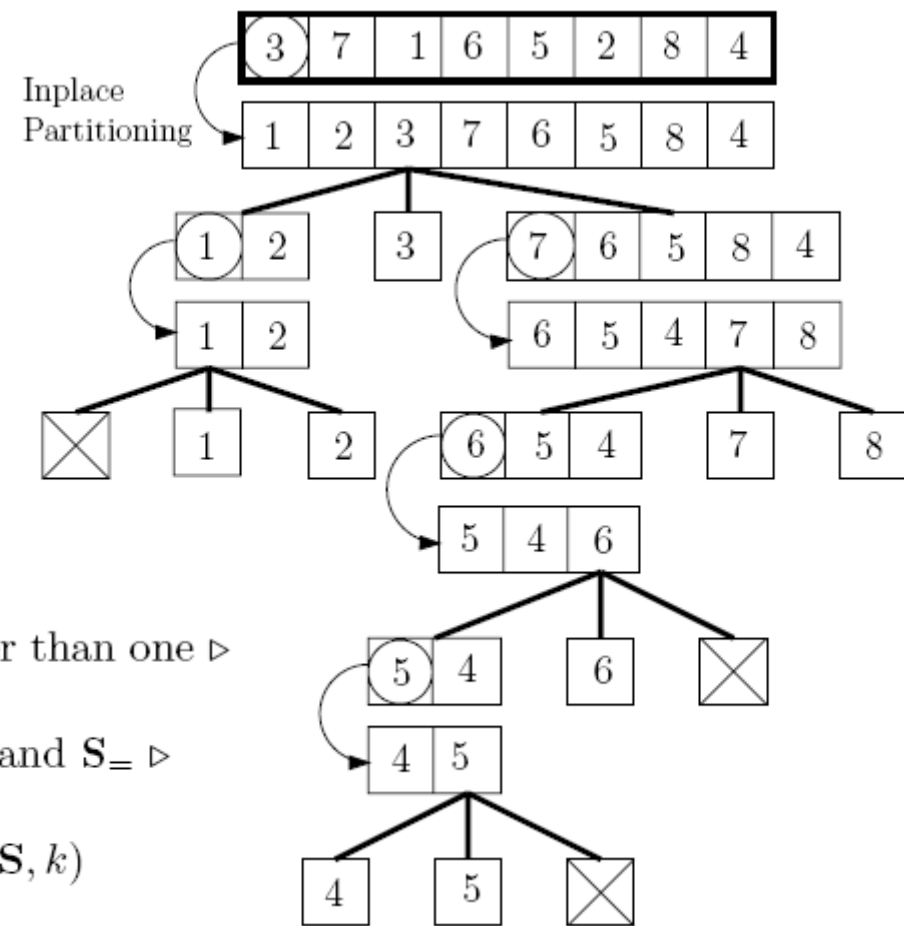 3 7 1 6 5 2 8 4
Inplace
Partitioning
1 2 3 7 6 5 8 4
1 2 3 7 6 5 8 4
1 2 6 5 4 7 8
1 2 6 5 4 7 8
5 4 6
r than one ▷
5 4 6
and S₌ ▷
4 5
S, k)
4 5